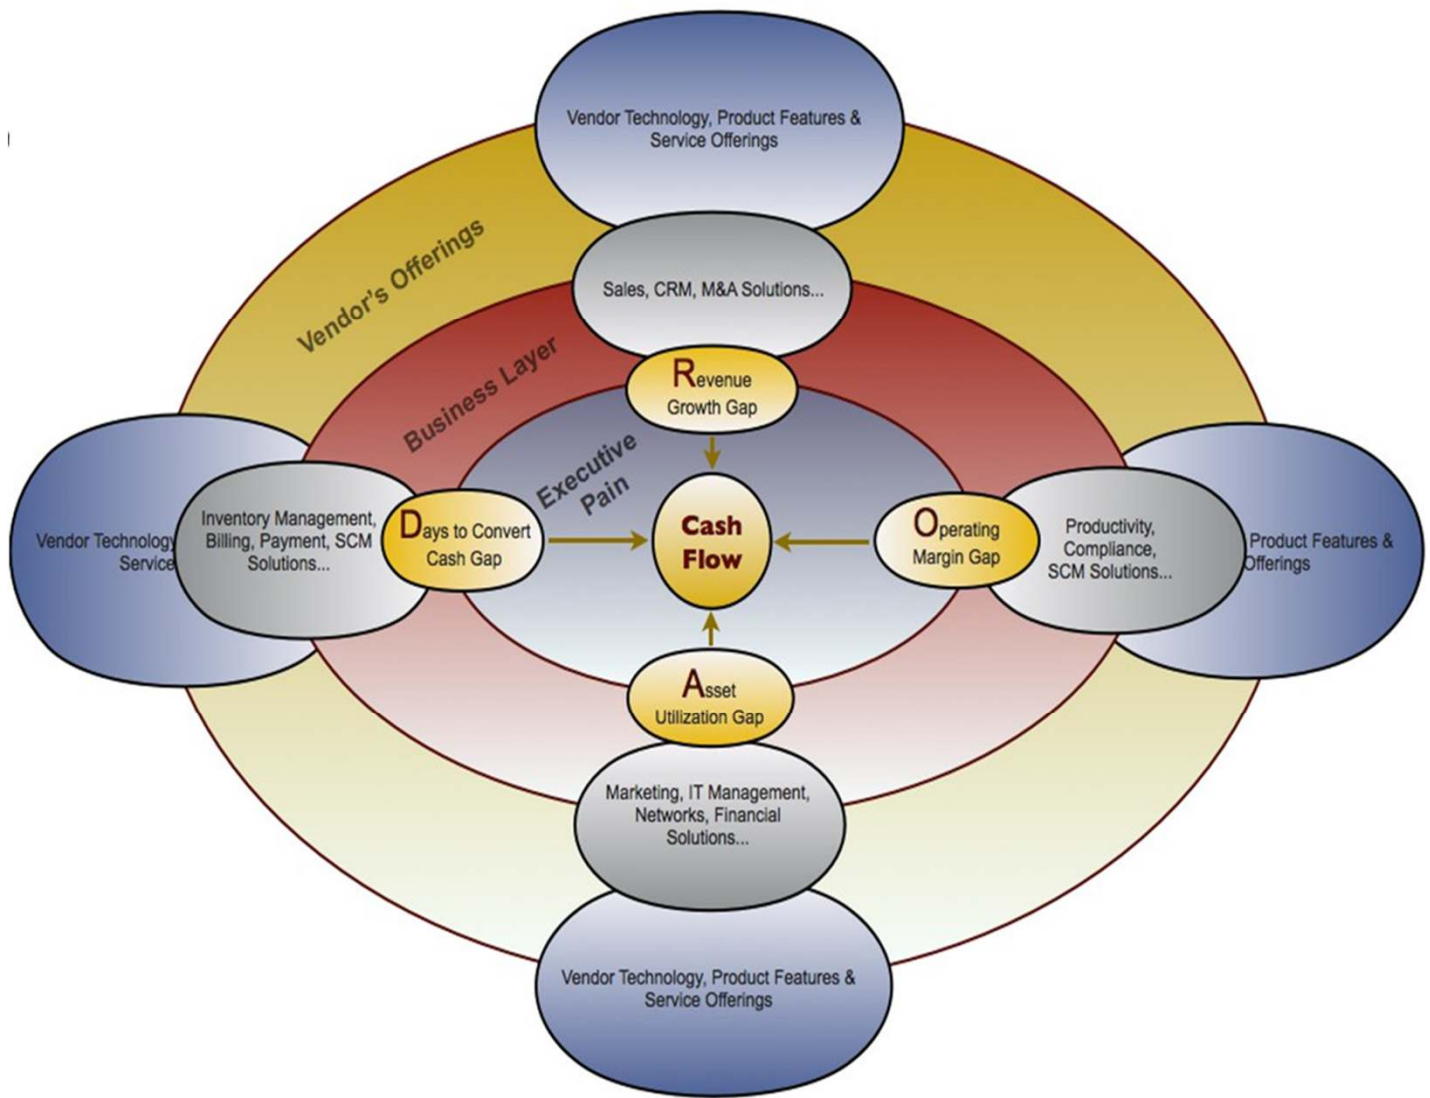 Vendor Technology, Product Features &
Service Offerings
Vendor's Offerings
Sales, CRM, M&A Solutions...
Business Layer
Revenue
Growth Gap
Executive
Pain
Vendor Technology
Service
Inventory Management,
Billing, Payment, SCM
Solutions...
Days to Convert
Cash Gap
Cash
Flow
Operating
Margin Gap
Productivity,
Compliance,
SCM Solutions...
Product Features &
Offerings
Asset
Utilization Gap
Marketing, IT Management,
Networks, Financial
Solutions...
Vendor Technology, Product Features &
Service Offerings